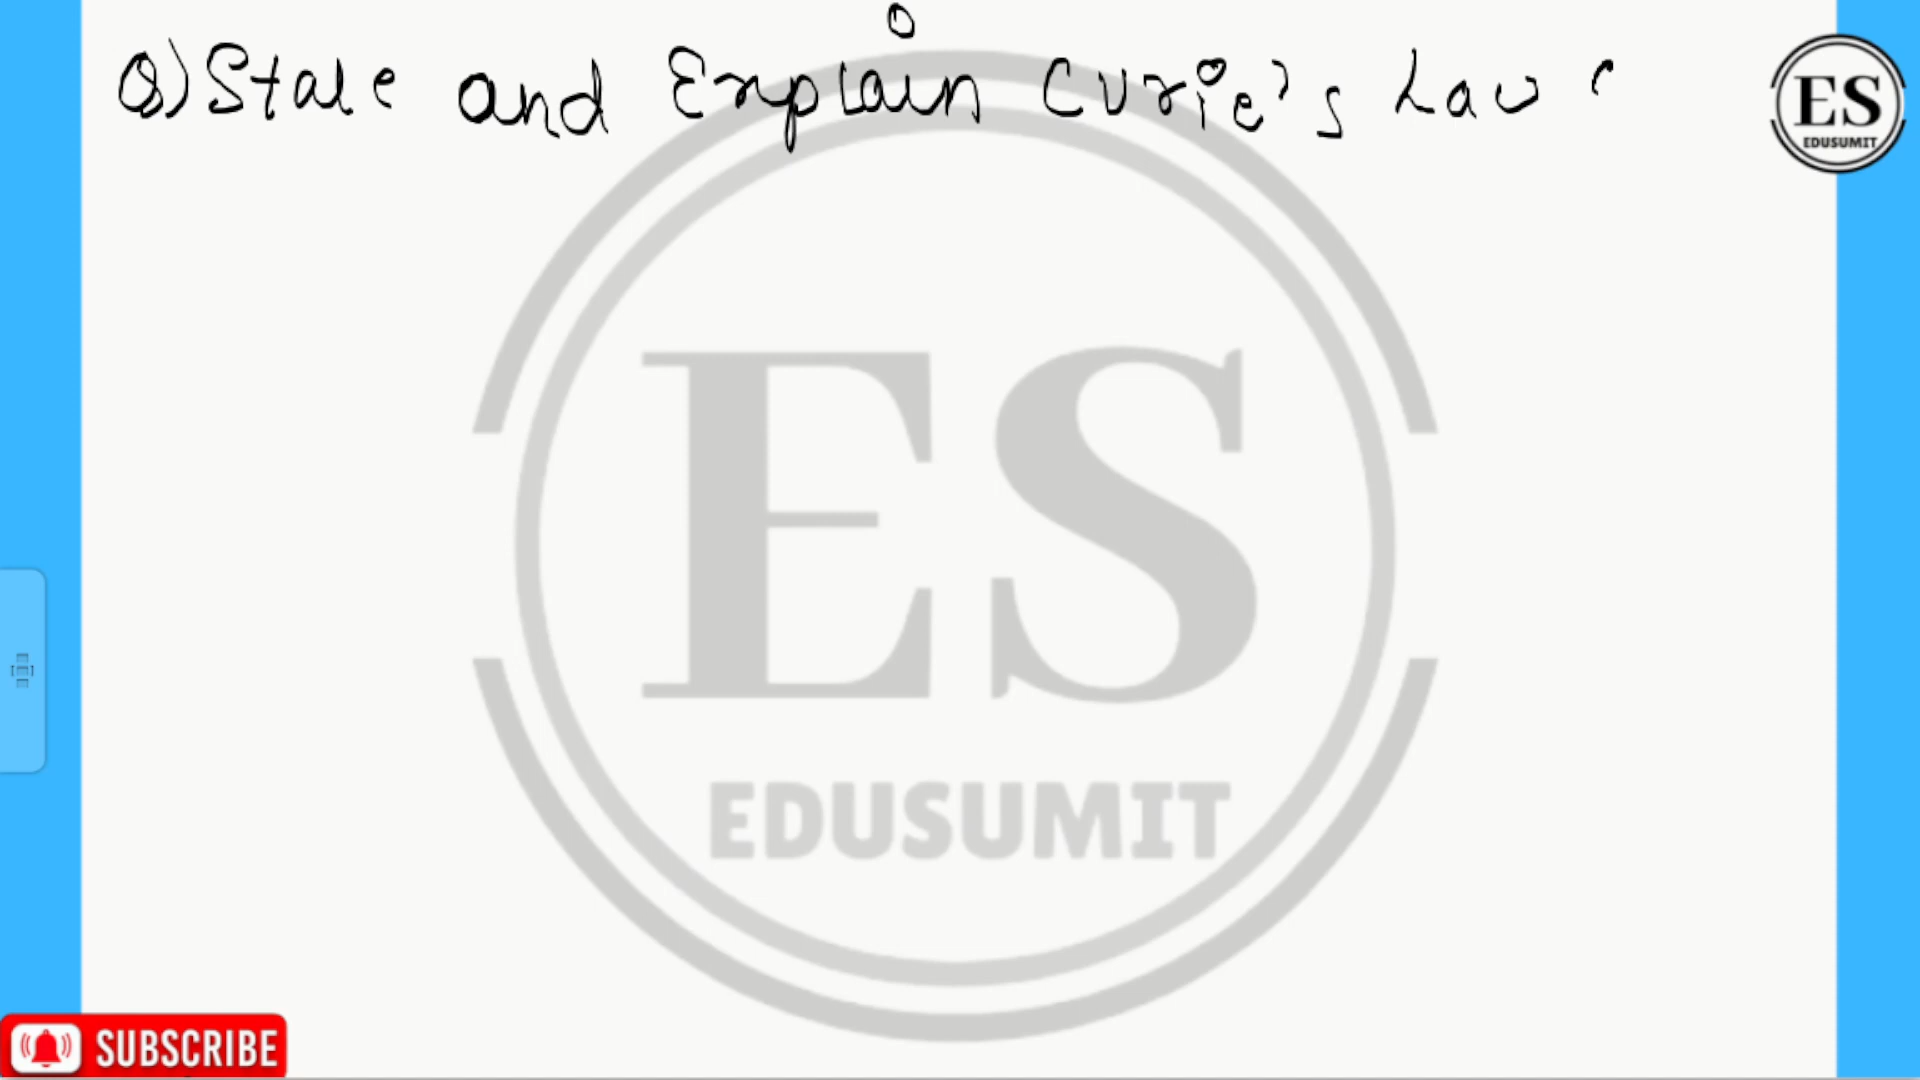 Q) State and Explain Curie's Law
ES
EDUSUMIT
ES
EDUSUMIT
SUBSCRIBE